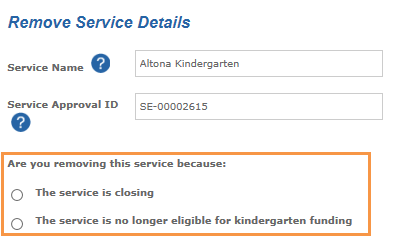 Remove Service Details
Service Name ? Altona Kindergarten
Service Approval ID SE-00002615
?
Are you removing this service because:
The service is closing
The service is no longer eligible for kindergarten funding